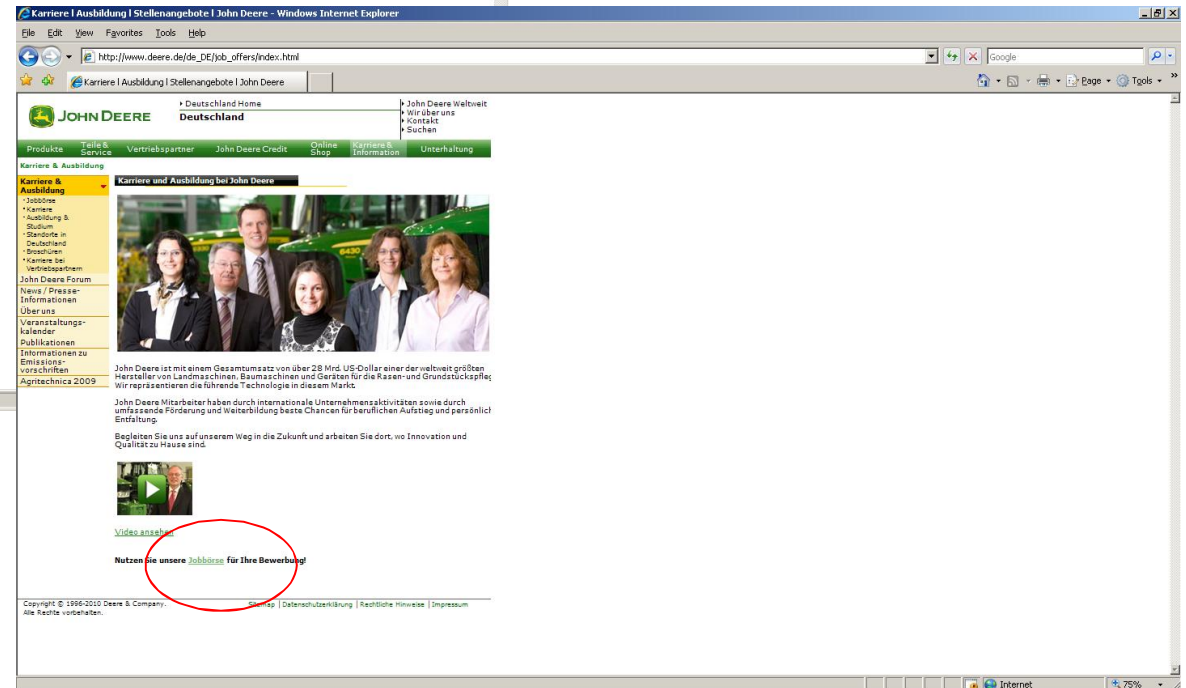 Karriere l Ausbildung l Stellenangebote l John Deere - Windows Internet Explorer
File Edit View Favorites Tools Help
http://www.deere.de/de_DE/job_offers/index.html
Google
Karriere l Ausbildung l Stellenangebote l John Deere
Page Tools
JOHN DEERE
Deutschland Home
Deutschland
John Deere Weltweit
Wir über uns
Kontakt
Suchen
Produkte Teile & Service Vertriebspartner John Deere Credit Online Shop Karriere & Information Unterhaltung
Karriere & Ausbildung
Karriere &
Ausbildung
Jobbörse
Karriere
Ausbildung &
Studium
Standorte in
Deutschland
Broschüren
Karriere bei
Vertriebspartnern
John Deere Forum
News / Presse-
Informationen
Über uns
Veranstaltungs-
kalender
Publikationen
Informationen zu
Emissions-
vorschriften
Agritechnica 2009
Karriere und Ausbildung bei John Deere
6430
John Deere ist mit einem Gesamtumsatz von über 28 Mrd. US-Dollar einer der weltweit größten
Hersteller von Landmaschinen, Baumaschinen und Geräten für die Rasen- und Grundstückspfleg
Wir repräsentieren die führende Technologie in diesem Markt.
John Deere Mitarbeiter haben durch internationale Unternehmensaktivitäten sowie durch
umfassende Förderung und Weiterbildung beste Chancen für beruflichen Aufstieg und persönlich
Entfaltung.
Begleiten Sie uns auf unserem Weg in die Zukunft und arbeiten Sie dort, wo Innovation und
Qualität zu Hause sind.
Video ansehen
Nutzen Sie unsere Jobbörse für Ihre Bewerbung!
Copyright © 1996-2010 Deere & Company.
Alle Rechte vorbehalten.
Sitemap | Datenschutzerklärung | Rechtliche Hinweise | Impressum
Internet
75%